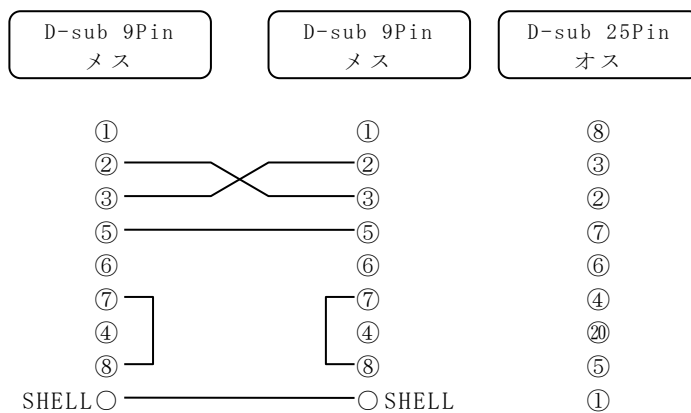 D-sub 9Pin D-sub 9Pin D-sub 25Pin
メス メス オス
① ① ⑧
② ② ③
③ ③ ②
⑤ ⑤ ⑦
⑥ ⑥ ⑥
⑦ ⑦ ④
④ ④ ⑳
⑧ ⑧ ⑤
SHELL○ ○SHELL ①